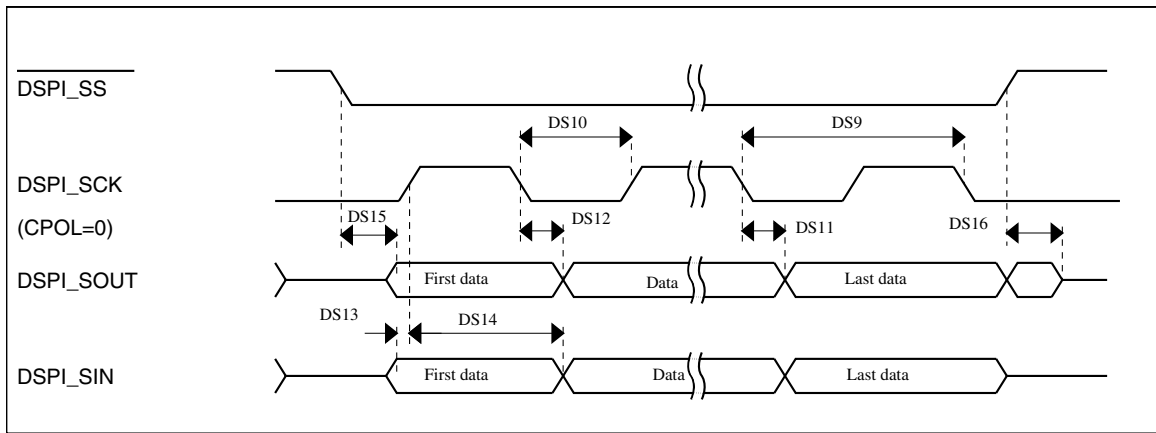 DSPI_SS
DS10
DS9
DSPI_SCK
(CPOL=0)
DS15
DS12
DS11
DS16
DSPI_SOUT
First data
Data
Last data
DS13
DS14
DSPI_SIN
First data
Data
Last data